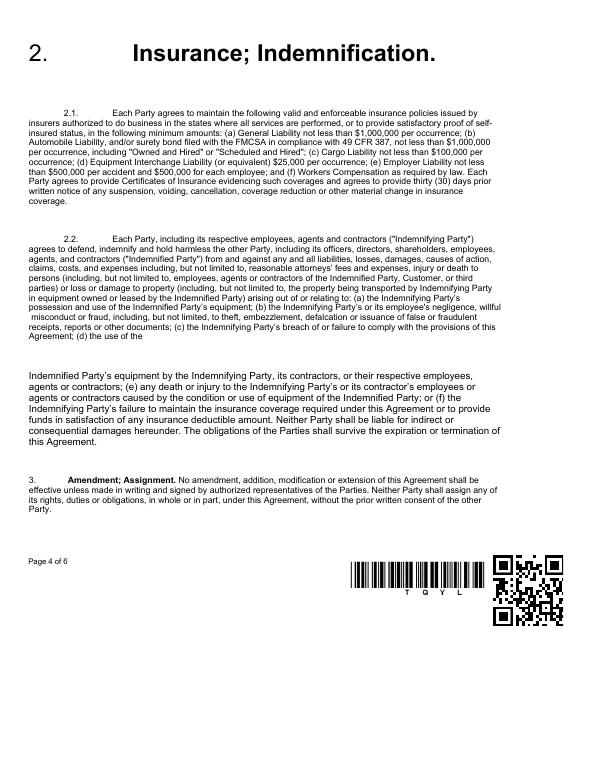 2. Insurance; Indemnification.
2.1. Each Party agrees to maintain the following valid and enforceable insurance policies issued by
insurers authorized to do business in the states where all services are performed, or to provide satisfactory proof of self-
insured status, in the following minimum amounts: (a) General Liability not less than $1,000,000 per occurrence; (b)
Automobile Liability, and/or surety bond filed with the FMCSA in compliance with 49 CFR 387, not less than $1,000,000
per occurrence, including "Owned and Hired" or "Scheduled and Hired"; (c) Cargo Liability not less than $100,000 per
occurrence; (d) Equipment Interchange Liability (or equivalent) $25,000 per occurrence; (e) Employer Liability not less
than $500,000 per accident and $500,000 for each employee; and (f) Workers Compensation as required by law. Each
Party agrees to provide Certificates of Insurance evidencing such coverages and agrees to provide thirty (30) days prior
written notice of any suspension, voiding, cancellation, coverage reduction or other material change in insurance
coverage.
2.2. Each Party, including its respective employees, agents and contractors ("Indemnifying Party")
agrees to defend, indemnify and hold harmless the other Party, including its officers, directors, shareholders, employees,
agents, and contractors ("Indemnified Party") from and against any and all liabilities, losses, damages, causes of action,
claims, costs, and expenses including, but not limited to, reasonable attorneys' fees and expenses, injury or death to
persons (including, but not limited to, employees, agents or contractors of the Indemnifying Party, Customer, or third
parties) or loss or damage to property (including, but not limited to, the property being transported by Indemnifying Party
in equipment owned or leased by the Indemnified Party) arising out of or relating to: (a) the Indemnifying Party's
possession and use of the Indemnified Party's equipment; (b) the Indemnifying Party's or its employee's negligence, willful
misconduct or fraud, including, but not limited, to theft, embezzlement, defalcation or issuance of false or fraudulent
receipts, reports or other documents; (c) the Indemnifying Party's breach of or failure to comply with the provisions of this
Agreement; (d) the use of the
Indemnified Party's equipment by the Indemnifying Party, its contractors, or their respective employees,
agents or contractors; (e) any death or injury to the Indemnifying Party's or its contractor's employees or
agents or contractors caused by the condition or use of equipment of the Indemnified Party; or (f) the
Indemnifying Party's failure to maintain the insurance coverage required under this Agreement or to provide
funds in satisfaction of any insurance deductible amount. Neither Party shall be liable for indirect or
consequential damages hereunder. The obligations of the Parties shall survive the expiration or termination of
this Agreement.
3. Amendment; Assignment. No amendment, addition, modification or extension of this Agreement shall be
effective unless made in writing and signed by authorized representatives of the Parties. Neither Party shall assign any of
its rights, duties or obligations, in whole or in part, under this Agreement, without the prior written consent of the other
Party.
Page 4 of 6
T Q Y L